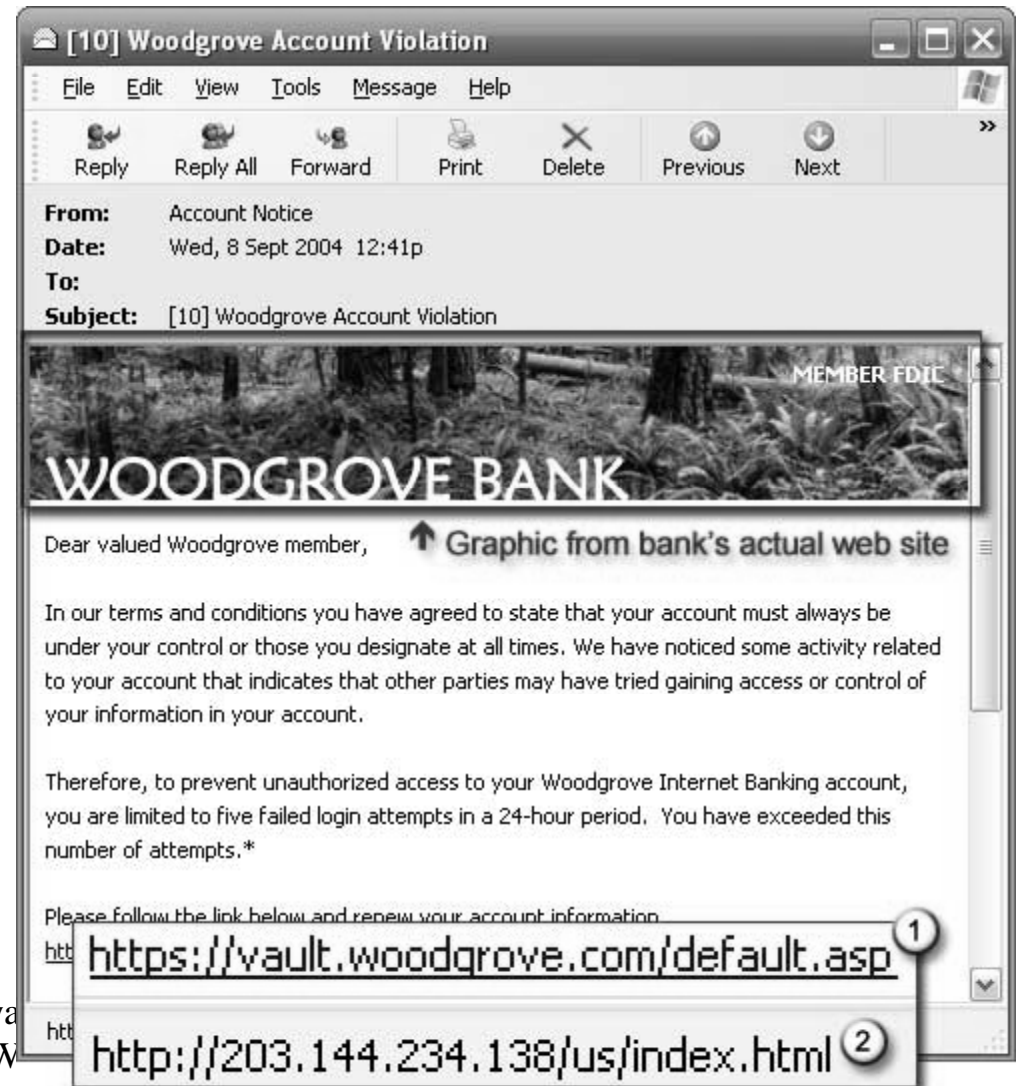 [10] Woodgrove Account Violation
File Edit View Tools Message Help
Reply Reply All Forward Print Delete Previous Next »
From: Account Notice
Date: Wed, 8 Sept 2004 12:41p
To:
Subject: [10] Woodgrove Account Violation
MEMBER FDIC
WOODGROVE BANK
Dear valued Woodgrove member,
Graphic from bank's actual web site
In our terms and conditions you have agreed to state that your account must always be
under your control or those you designate at all times. We have noticed some activity related
to your account that indicates that other parties may have tried gaining access or control of
your information in your account.
Therefore, to prevent unauthorized access to your Woodgrove Internet Banking account,
you are limited to five failed login attempts in a 24-hour period. You have exceeded this
number of attempts.*
Please follow the link below and renew your account information
htt
https://vault.woodgrove.com/default.asp 1
htt
http://203.144.234.138/us/index.html 2